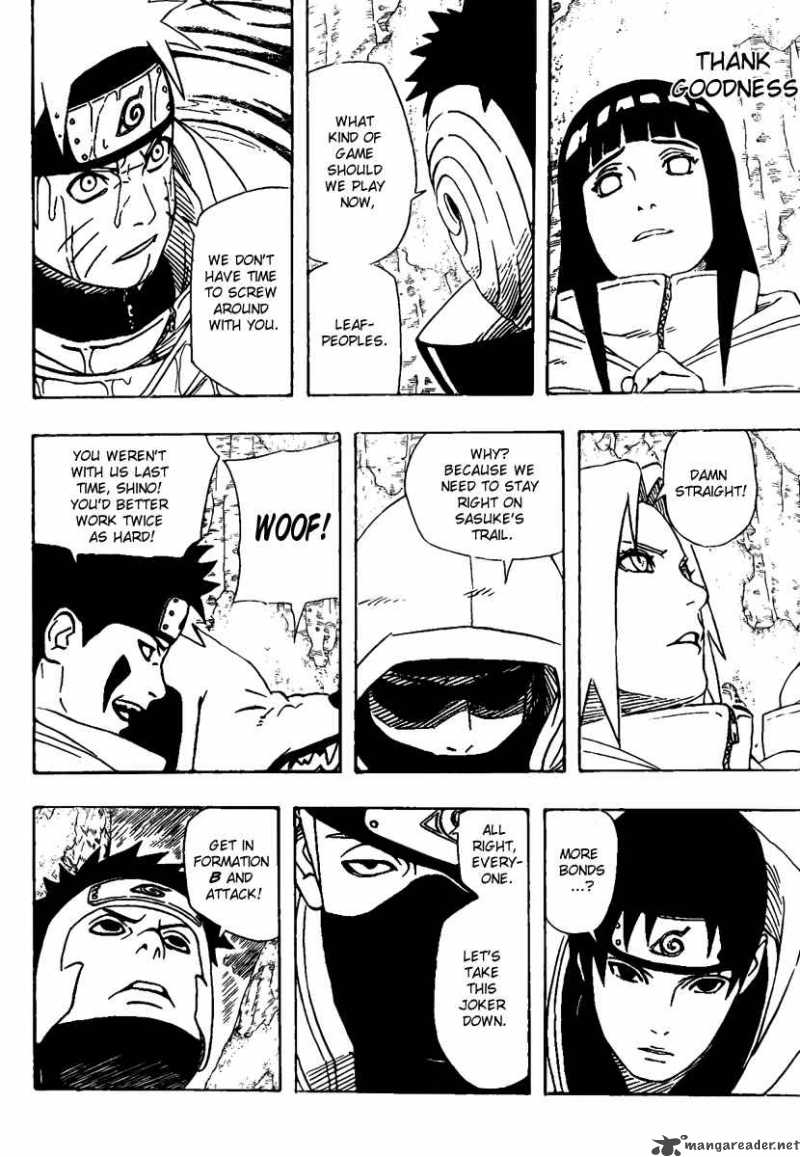 THANK
GOODNESS
WHAT
KIND OF
GAME
SHOULD
WE PLAY
NOW,
LEAF-
PEOPLES.
WE DON'T
HAVE TIME
TO SCREW
AROUND
WITH YOU.
DAMN
STRAIGHT!
WHY?
BECAUSE WE
NEED TO STAY
RIGHT ON
SASUKE'S
TRAIL.
WOOF!
YOU WEREN'T
WITH US LAST
TIME, SHINO!
YOU'D BETTER
WORK TWICE
AS HARD!
MORE
BONDS
...?
ALL
RIGHT,
EVERY-
ONE.
LET'S
TAKE
THIS
JOKER
DOWN.
GET IN
FORMATION
B AND
ATTACK!
mangareader.net